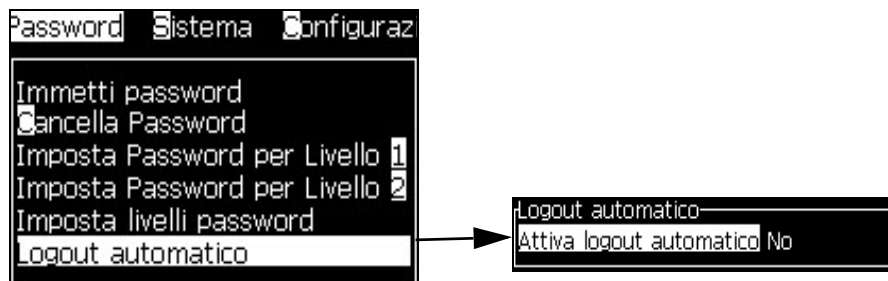 Password Sistema Configurazi
Immetti password
Cancella Password
Imposta Password per Livello 1
Imposta Password per Livello 2
Imposta livelli password
Logout automatico
Logout automatico
Attiva logout automatico No